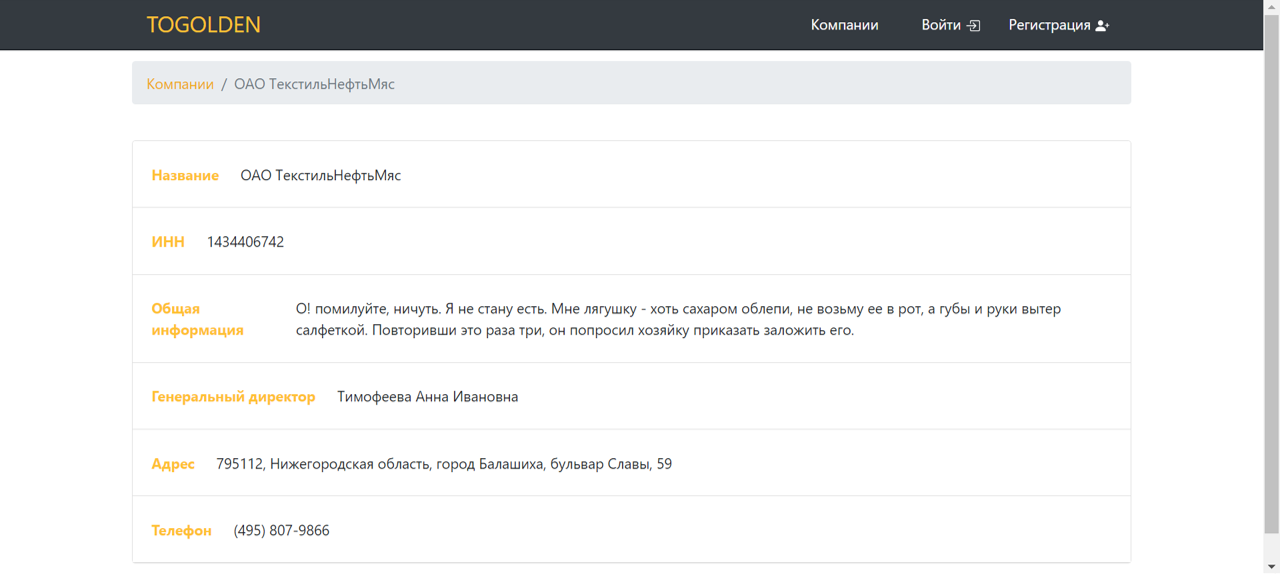 TOGOLDEN Компании Войти Регистрация
Компании / ОАО ТекстильНефтьМяс
Название ОАО ТекстильНефтьМяс
ИНН 1434406742
Общая О! помилуйте, ничуть. Я не стану есть. Мне лягушку - хоть сахаром облепи, не возьму ее в рот, а губы и руки вытер
информация салфеткой. Повторивши это раза три, он попросил хозяйку приказать заложить его.
Генеральный директор Тимофеева Анна Ивановна
Адрес 795112, Нижегородская область, город Балашиха, бульвар Славы, 59
Телефон (495) 807-9866